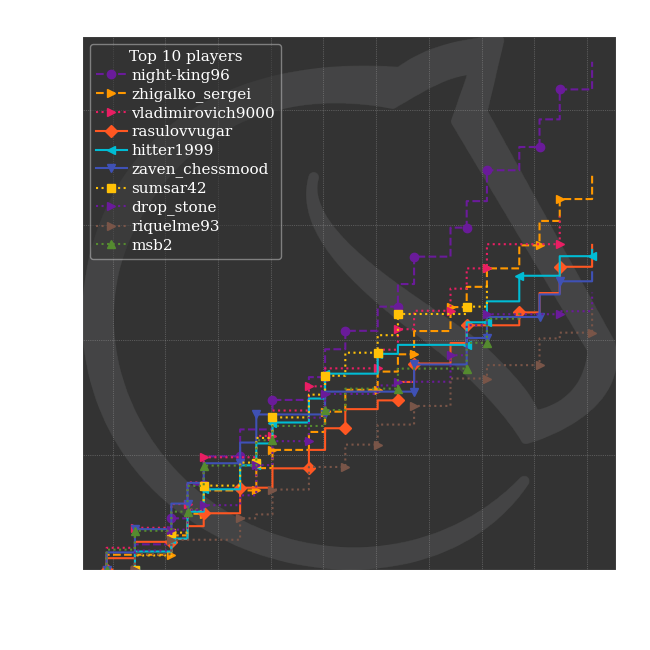 Top 10 players
night-king96
zhigalko_sergei
vladimirovich9000
rasulovvugar
hitter1999
zaven_chessmood
sumsar42
drop_stone
riquelme93
msb2